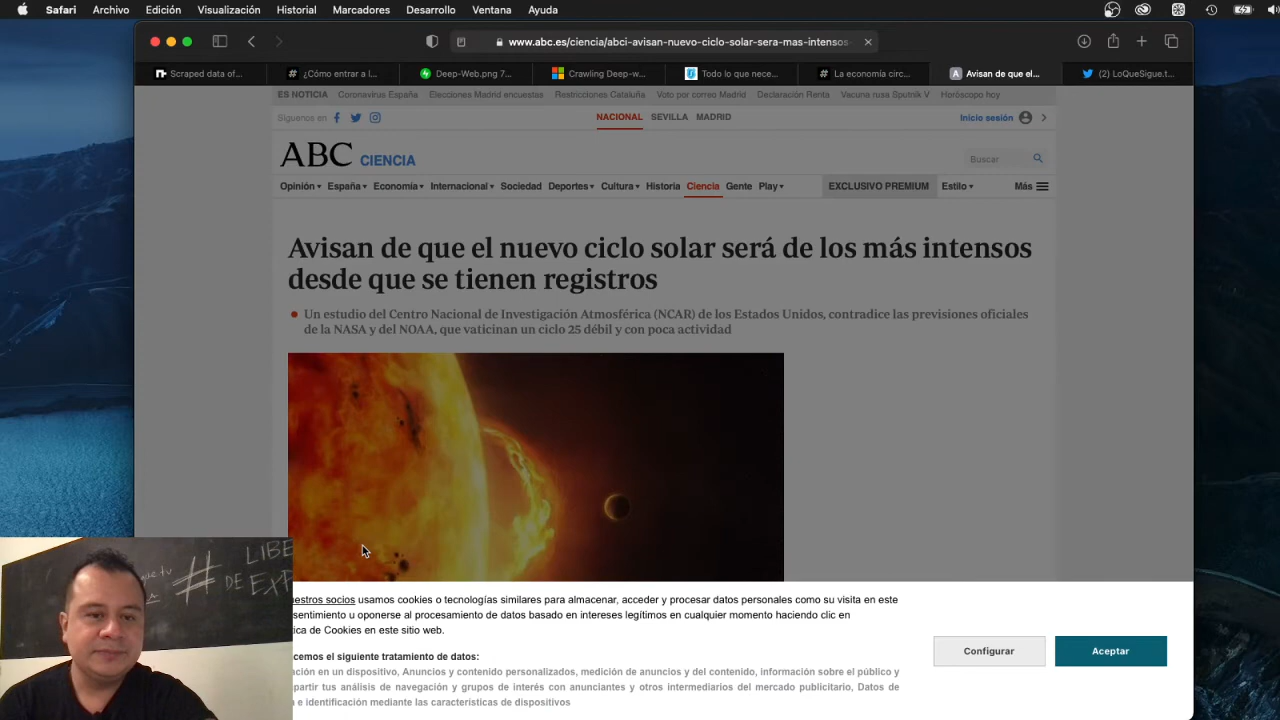 Safari Archivo Edición Visualización Historial Marcadores Desarrollo Ventana Ayuda
www.abc.es/ciencia/abci-avisan-nuevo-ciclo-solar-sera-mas-intensos-
Scraped data of... ¿Cómo entrar a l... Deep-Web.png 7... Crawling Deep-w... Todo lo que nece... La economía circ... Avisan de que el... (2) LoQueSigue.t...
ES NOTICIA Coronavirus España Elecciones Madrid encuestas Restricciones Cataluña Voto por correo Madrid Declaración Renta Vacuna rusa Sputnik V Horóscopo hoy
Síguenos en NACIONAL SEVILLA MADRID Inicio sesión
ABC CIENCIA Buscar
Opinión España Economía Internacional Sociedad Deportes Cultura Historia Ciencia Gente Play EXCLUSIVO PREMIUM Estilo Más
Avisan de que el nuevo ciclo solar será de los más intensos
desde que se tienen registros
Un estudio del Centro Nacional de Investigación Atmosférica (NCAR) de los Estados Unidos, contradice las previsiones oficiales
de la NASA y del NOAA, que vaticinan un ciclo 25 débil y con poca actividad
# LIBE
DE EXP
que tu
estros socios usamos cookies o tecnologías similares para almacenar, acceder y procesar datos personales como su visita en este
sentimiento u oponerse al procesamiento de datos basado en intereses legítimos en cualquier momento haciendo clic en
ica de Cookies en este sitio web.
cemos el siguiente tratamiento de datos:
ación en un dispositivo, Anuncios y contenido personalizados, medición de anuncios y del contenido, información sobre el público y
partir tus análisis de navegación y grupos de interés con anunciantes y otros intermediarios del mercado publicitario, Datos de
e identificación mediante las características de dispositivos
Configurar
Aceptar